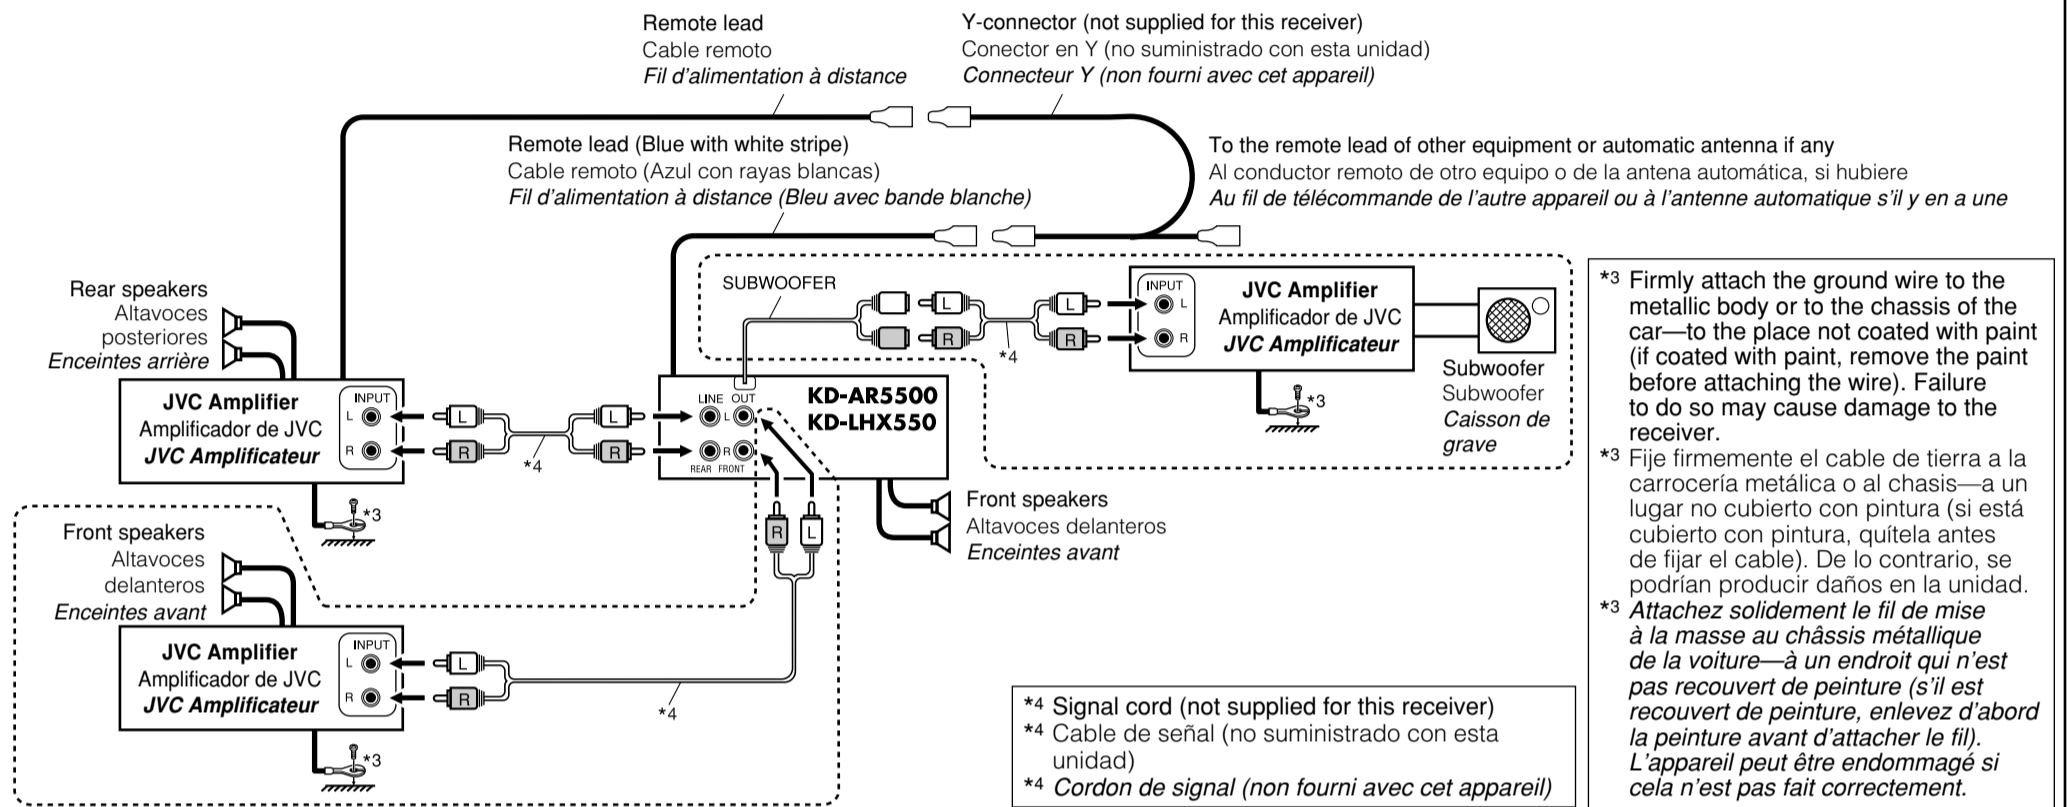 Remote lead
Cable remoto
Fil d'alimentation à distance
Y-connector (not supplied for this receiver)
Conector en Y (no suministrado con esta unidad)
Connecteur Y (non fourni avec cet appareil)
Remote lead (Blue with white stripe)
Cable remoto (Azul con rayas blancas)
Fil d'alimentation à distance (Bleu avec bande blanche)
To the remote lead of other equipment or automatic antenna if any
Al conductor remoto de otro equipo o de la antena automática, si hubiere
Au fil de télécommande de l'autre appareil ou à l'antenne automatique s'il y en a une
Rear speakers
Altavoces
posteriores
Enceintes arrière
JVC Amplifier
Amplificador de JVC
JVC Amplificateur
INPUT
L
R
*3
L
R
*4
L
R
SUBWOOFER
LINE OUT
L
R
REAR FRONT
KD-AR5500
KD-LHX550
L
R
*4
L
R
INPUT
L
R
JVC Amplifier
Amplificador de JVC
JVC Amplificateur
*3
Subwoofer
Subwoofer
Caisson de
grave
Front speakers
Altavoces delanteros
Enceintes avant
R
L
Front speakers
Altavoces
delanteros
Enceintes avant
JVC Amplifier
Amplificador de JVC
JVC Amplificateur
INPUT
L
R
*3
L
R
*4
*4 Signal cord (not supplied for this receiver)
*4 Cable de señal (no suministrado con esta
unidad)
*4 Cordon de signal (non fourni avec cet appareil)
*3 Firmly attach the ground wire to the
metallic body or to the chassis of the
car—to the place not coated with paint
(if coated with paint, remove the paint
before attaching the wire). Failure
to do so may cause damage to the
receiver.
*3 Fije firmemente el cable de tierra a la
carrocería metálica o al chasis—a un
lugar no cubierto con pintura (si está
cubierto con pintura, quítela antes
de fijar el cable). De lo contrario, se
podrían producir daños en la unidad.
*3 Attachez solidement le fil de mise
à la masse au châssis métallique
de la voiture—à un endroit qui n'est
pas recouvert de peinture (s'il est
recouvert de peinture, enlevez d'abord
la peinture avant d'attacher le fil).
L'appareil peut être endommagé si
cela n'est pas fait correctement.